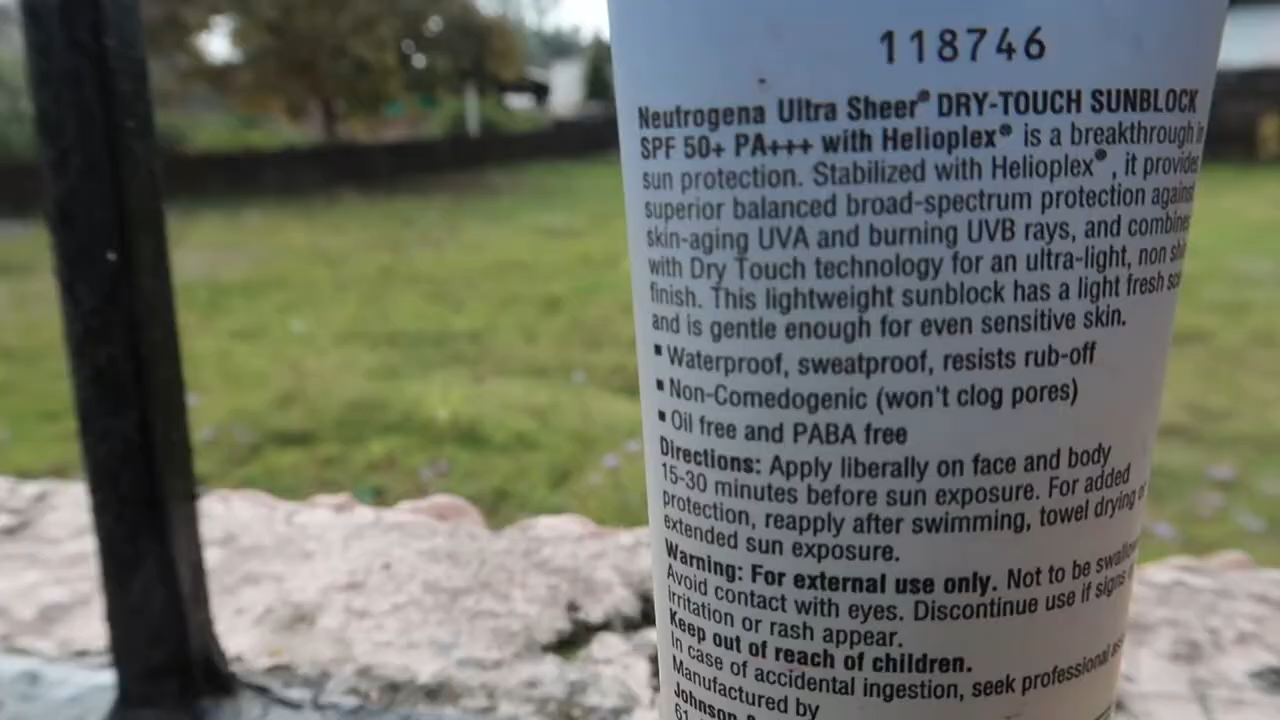 118746
Neutrogena Ultra Sheer® DRY-TOUCH SUNBLOCK
SPF 50+ PA+++ with Helioplex® is a breakthrough in
sun protection. Stabilized with Helioplex®, it provides
superior balanced broad-spectrum protection against
skin-aging UVA and burning UVB rays, and combine
with Dry Touch technology for an ultra-light, non
finish. This lightweight sunblock has a light fresh
and is gentle enough for even sensitive skin.
▪Waterproof, sweatproof, resists rub-off
▪Non-Comedogenic (won't clog pores)
▪Oil free and PABA free
Directions: Apply liberally on face and body
15-30 minutes before sun exposure. For added
protection, reapply after swimming, towel drying
extended sun exposure.
Warning: For external use only. Not to be
Avoid contact with eyes. Discontinue use if signs
irritation or rash appear.
Keep out of reach of children.
In case of accidental ingestion, seek professional
Manufactured by
Johnson